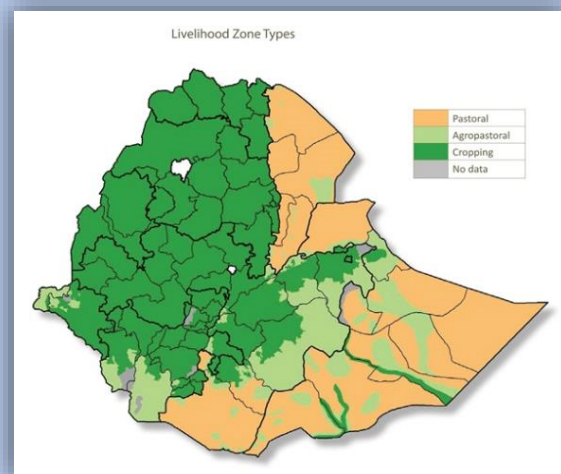 Livelihood Zone Types
Pastoral
Agropastoral
Cropping
No data